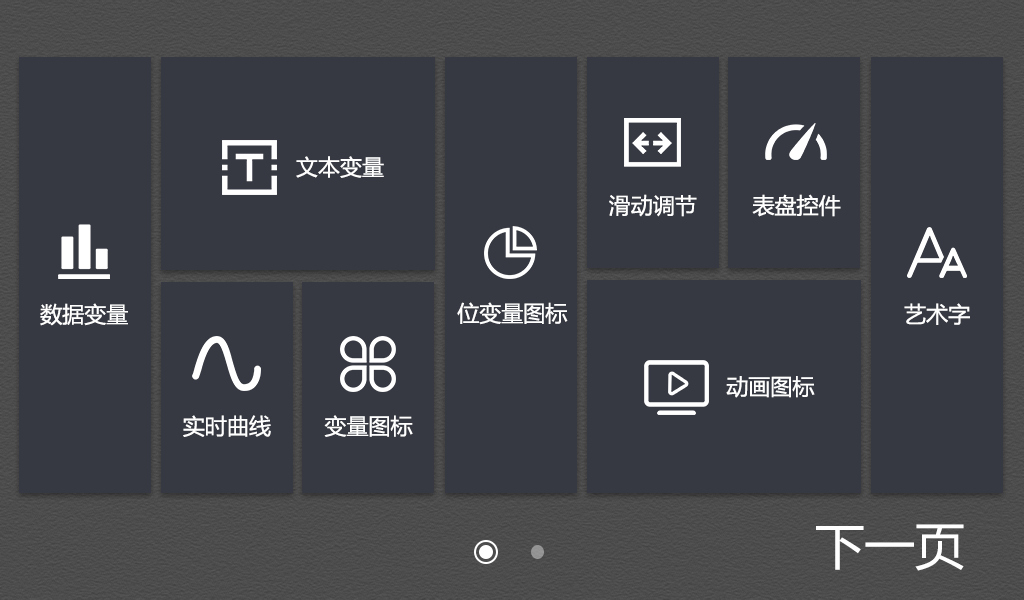 数据变量
文本变量
实时曲线
变量图标
位变量图标
滑动调节
表盘控件
动画图标
艺术字
下一页